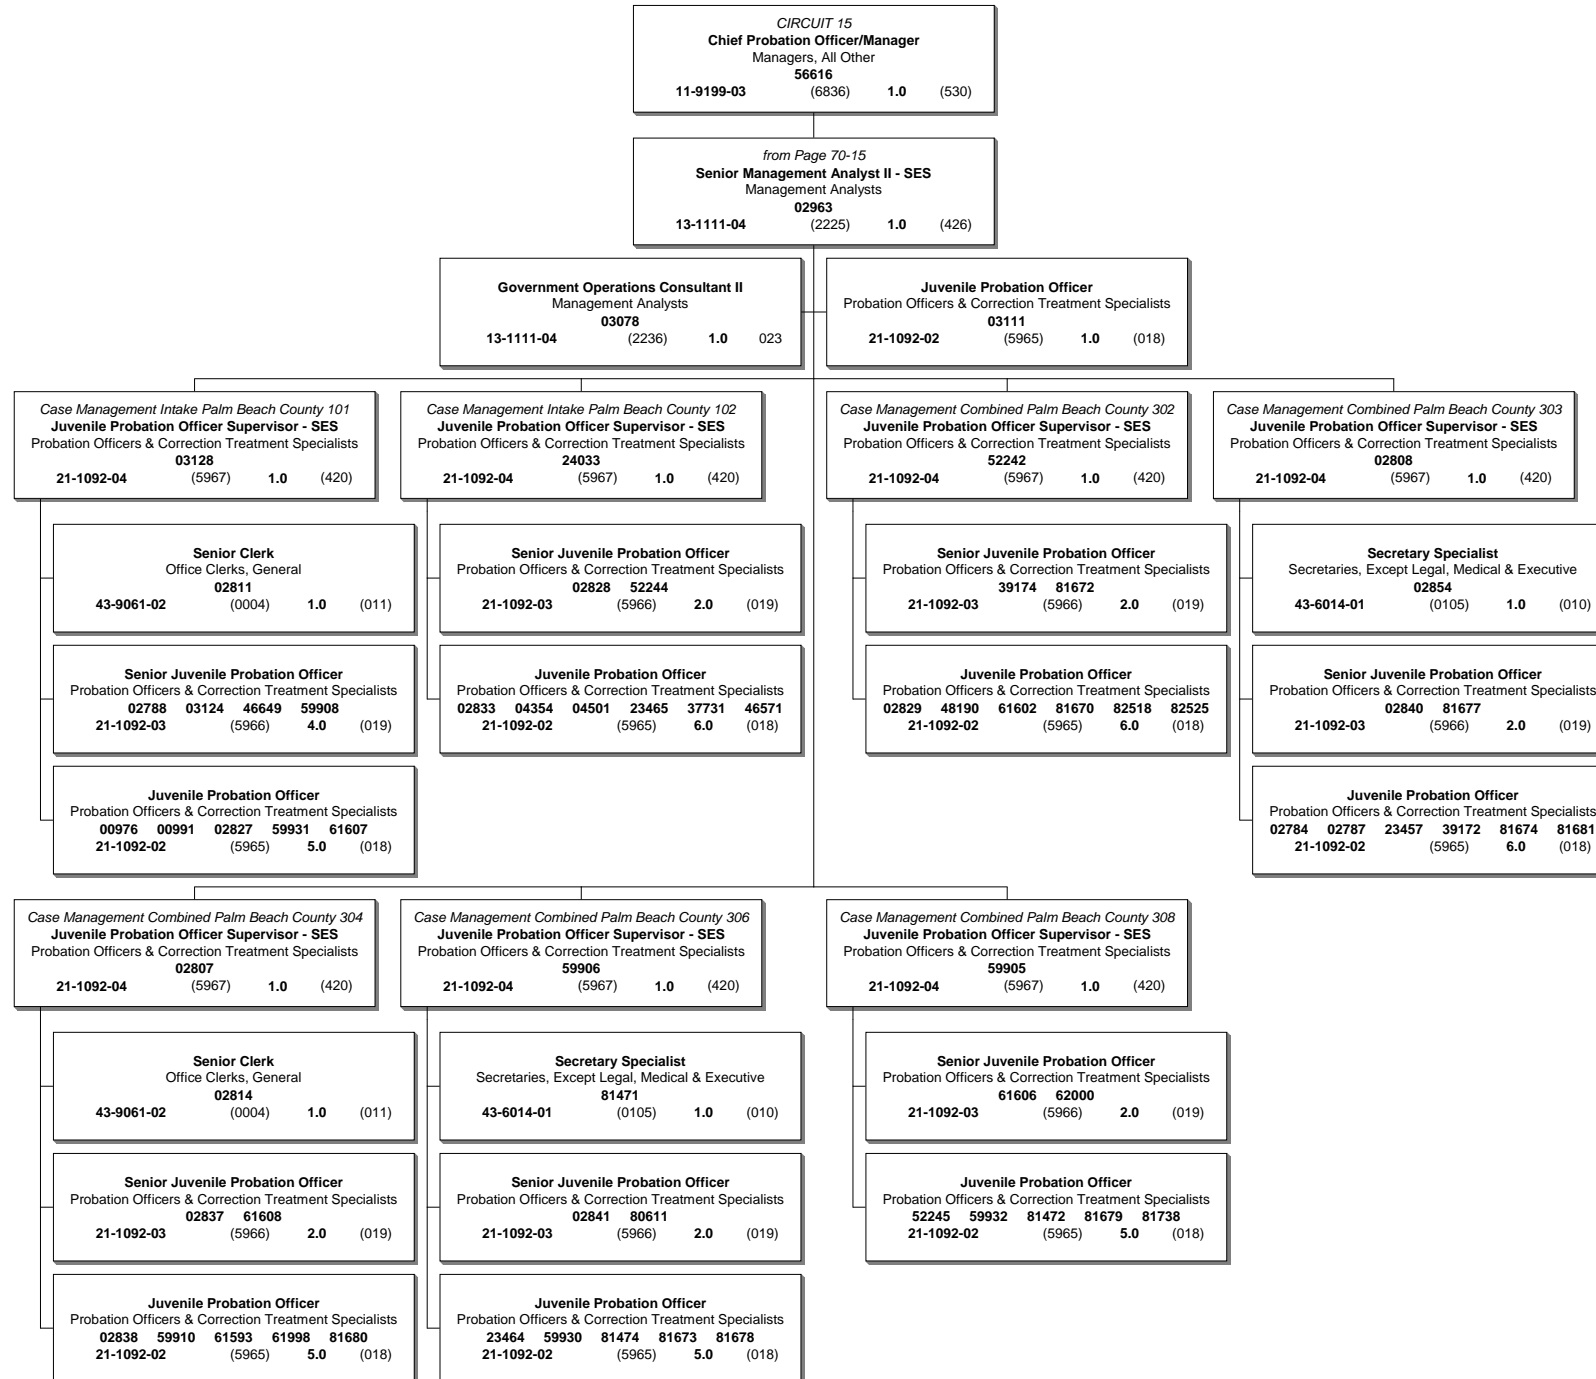 CIRCUIT 15
Chief Probation Officer/Manager
Managers, All Other
56616
11-9199-03 (6836) 1.0 (530)
from Page 70-15
Senior Management Analyst II - SES
Management Analysts
02963
13-1111-04 (2225) 1.0 (426)
Government Operations Consultant II
Management Analysts
03078
13-1111-04 (2236) 1.0 023
Juvenile Probation Officer
Probation Officers & Correction Treatment Specialists
03111
21-1092-02 (5965) 1.0 (018)
Case Management Intake Palm Beach County 101
Juvenile Probation Officer Supervisor - SES
Probation Officers & Correction Treatment Specialists
03128
21-1092-04 (5967) 1.0 (420)
Senior Clerk
Office Clerks, General
02811
43-9061-02 (0004) 1.0 (011)
Senior Juvenile Probation Officer
Probation Officers & Correction Treatment Specialists
02788 03124 46649 59908
21-1092-03 (5966) 4.0 (019)
Juvenile Probation Officer
Probation Officers & Correction Treatment Specialists
00976 00991 02827 59931 61607
21-1092-02 (5965) 5.0 (018)
Case Management Intake Palm Beach County 102
Juvenile Probation Officer Supervisor - SES
Probation Officers & Correction Treatment Specialists
24033
21-1092-04 (5967) 1.0 (420)
Senior Juvenile Probation Officer
Probation Officers & Correction Treatment Specialists
02828 52244
21-1092-03 (5966) 2.0 (019)
Juvenile Probation Officer
Probation Officers & Correction Treatment Specialists
02833 04354 04501 23465 37731 46571
21-1092-02 (5965) 6.0 (018)
Case Management Combined Palm Beach County 302
Juvenile Probation Officer Supervisor - SES
Probation Officers & Correction Treatment Specialists
52242
21-1092-04 (5967) 1.0 (420)
Senior Juvenile Probation Officer
Probation Officers & Correction Treatment Specialists
39174 81672
21-1092-03 (5966) 2.0 (019)
Juvenile Probation Officer
Probation Officers & Correction Treatment Specialists
02829 48190 61602 81670 82518 82525
21-1092-02 (5965) 6.0 (018)
Case Management Combined Palm Beach County 303
Juvenile Probation Officer Supervisor - SES
Probation Officers & Correction Treatment Specialists
02808
21-1092-04 (5967) 1.0 (420)
Secretary Specialist
Secretaries, Except Legal, Medical & Executive
02854
43-6014-01 (0105) 1.0 (010)
Senior Juvenile Probation Officer
Probation Officers & Correction Treatment Specialists
02840 81677
21-1092-03 (5966) 2.0 (019)
Juvenile Probation Officer
Probation Officers & Correction Treatment Specialists
02784 02787 23457 39172 81674 81681
21-1092-02 (5965) 6.0 (018)
Case Management Combined Palm Beach County 304
Juvenile Probation Officer Supervisor - SES
Probation Officers & Correction Treatment Specialists
02807
21-1092-04 (5967) 1.0 (420)
Senior Clerk
Office Clerks, General
02814
43-9061-02 (0004) 1.0 (011)
Senior Juvenile Probation Officer
Probation Officers & Correction Treatment Specialists
02837 61608
21-1092-03 (5966) 2.0 (019)
Juvenile Probation Officer
Probation Officers & Correction Treatment Specialists
02838 59910 61593 61998 81680
21-1092-02 (5965) 5.0 (018)
Case Management Combined Palm Beach County 306
Juvenile Probation Officer Supervisor - SES
Probation Officers & Correction Treatment Specialists
59906
21-1092-04 (5967) 1.0 (420)
Secretary Specialist
Secretaries, Except Legal, Medical & Executive
81471
43-6014-01 (0105) 1.0 (010)
Senior Juvenile Probation Officer
Probation Officers & Correction Treatment Specialists
02841 80611
21-1092-03 (5966) 2.0 (019)
Juvenile Probation Officer
Probation Officers & Correction Treatment Specialists
23464 59930 81474 81673 81678
21-1092-02 (5965) 5.0 (018)
Case Management Combined Palm Beach County 308
Juvenile Probation Officer Supervisor - SES
Probation Officers & Correction Treatment Specialists
59905
21-1092-04 (5967) 1.0 (420)
Senior Juvenile Probation Officer
Probation Officers & Correction Treatment Specialists
61606 62000
21-1092-03 (5966) 2.0 (019)
Juvenile Probation Officer
Probation Officers & Correction Treatment Specialists
52245 59932 81472 81679 81738
21-1092-02 (5965) 5.0 (018)